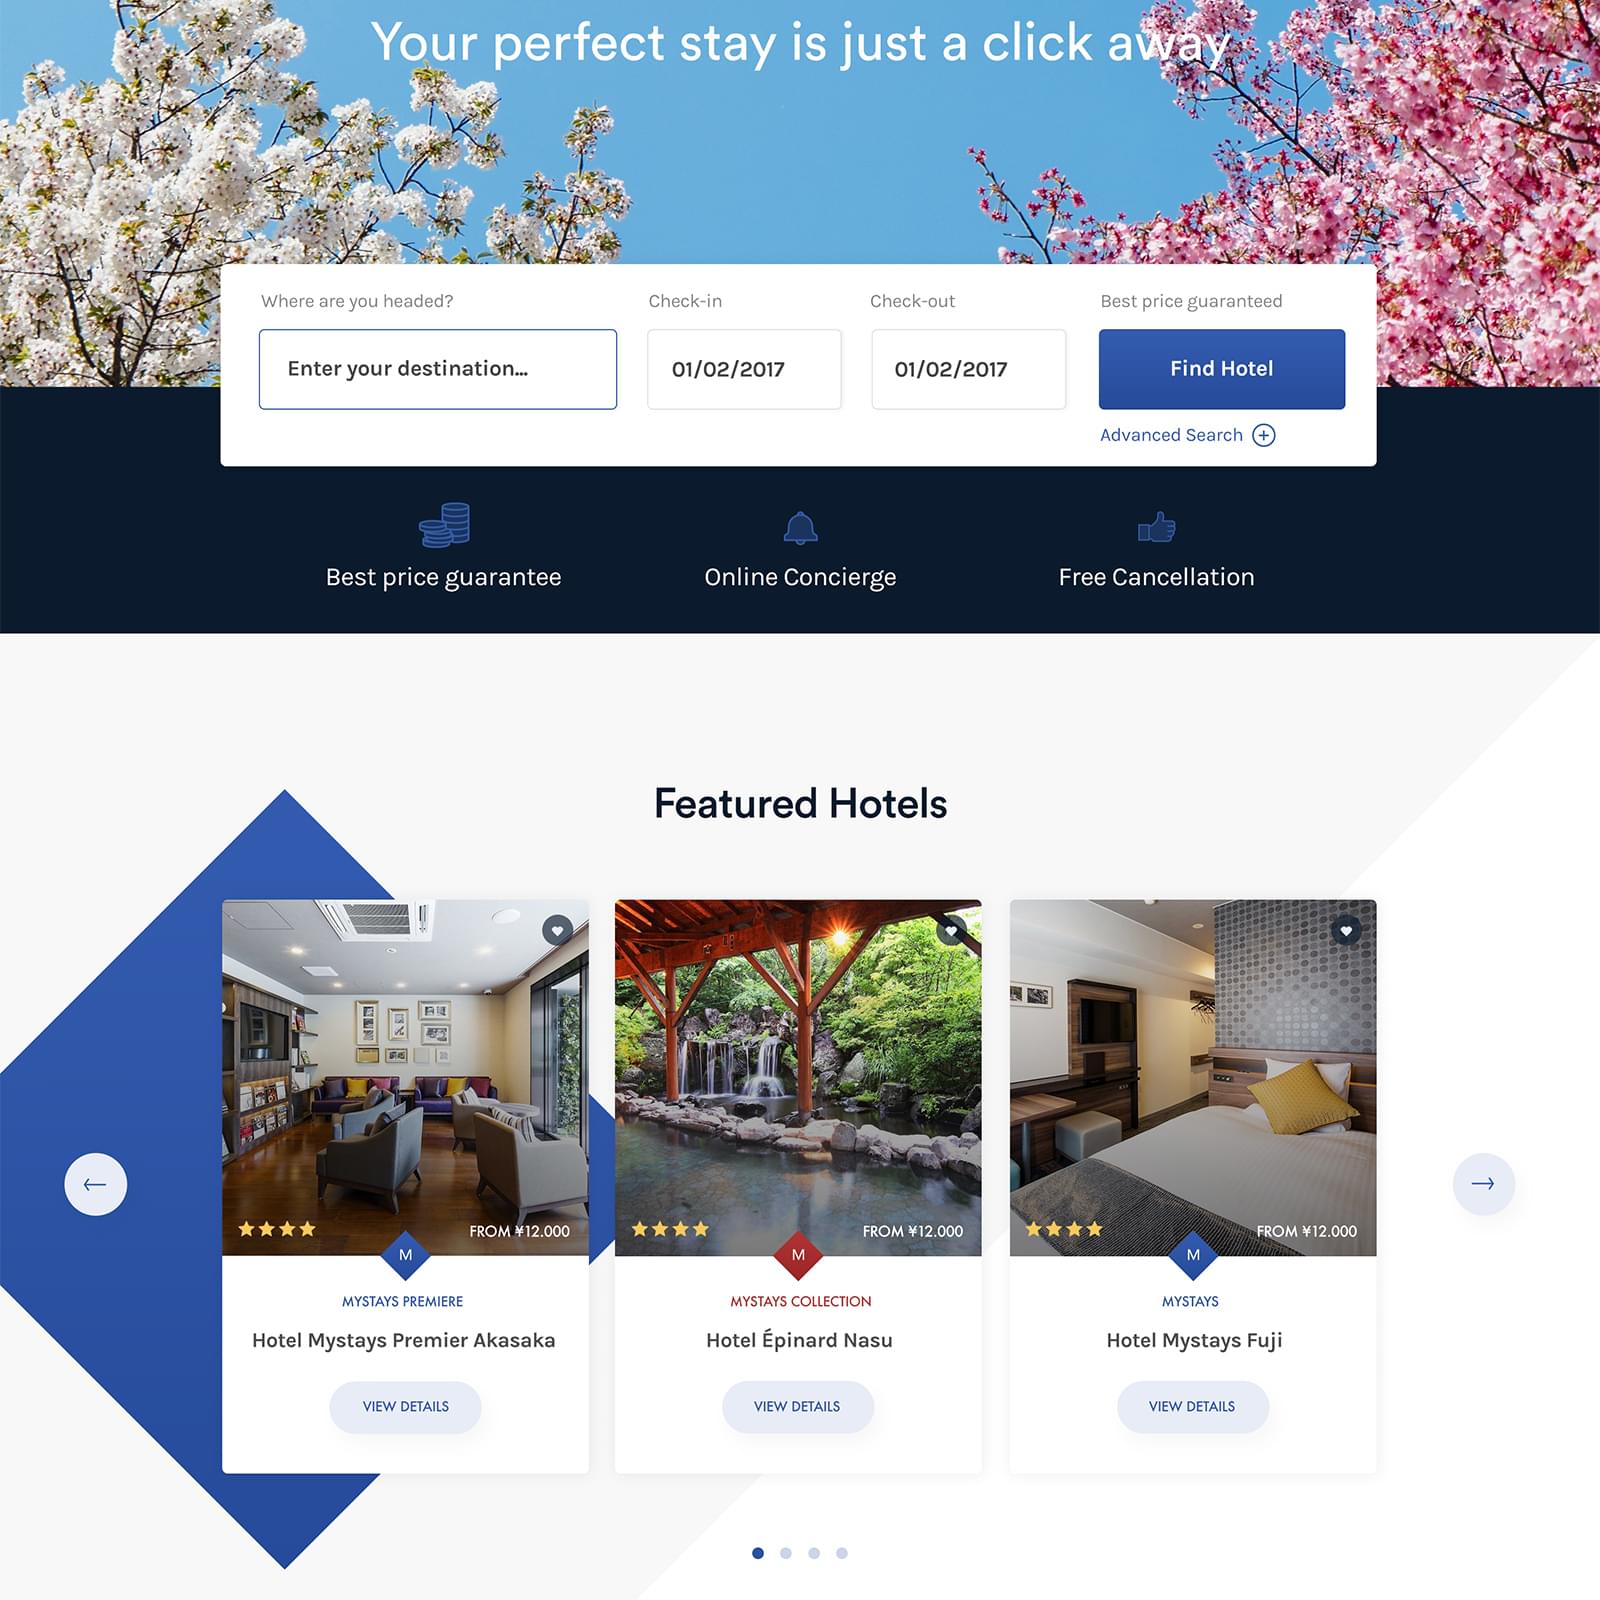 Your perfect stay is just a click away
Where are you headed?
Check-in
Check-out
Best price guaranteed
Enter your destination...
01/02/2017
01/02/2017
Find Hotel
Advanced Search
Best price guarantee
Online Concierge
Free Cancellation
Featured Hotels
FROM ¥12.000
M
MYSTAYS PREMIERE
Hotel Mystays Premier Akasaka
VIEW DETAILS
FROM ¥12.000
M
MYSTAYS COLLECTION
Hotel Épinard Nasu
VIEW DETAILS
FROM ¥12.000
M
MYSTAYS
Hotel Mystays Fuji
VIEW DETAILS